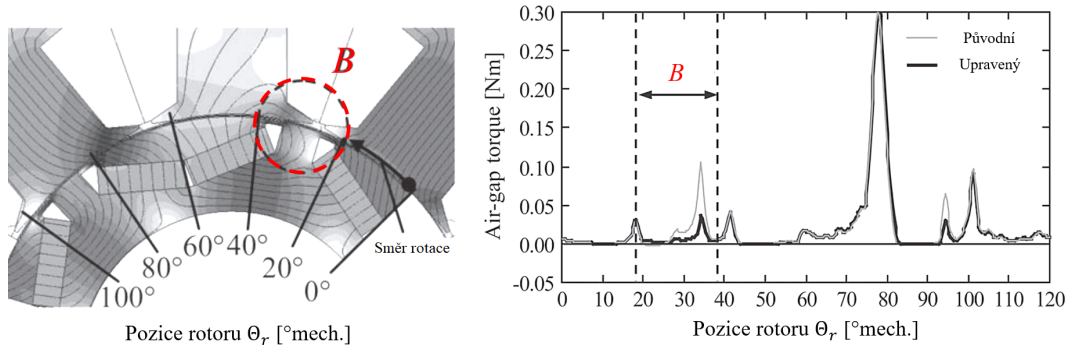 B
100°
80°
60°
40°
20°
0°
Směr rotace
Pozice rotoru Θr [°mech.]
Air-gap torque [Nm]
0.30
0.25
0.20
0.15
0.10
0.05
0.00
-0.05
B
Původní
Upravený
0 10 20 30 40 50 60 70 80 90 100 110 120
Pozice rotoru Θr [°mech.]